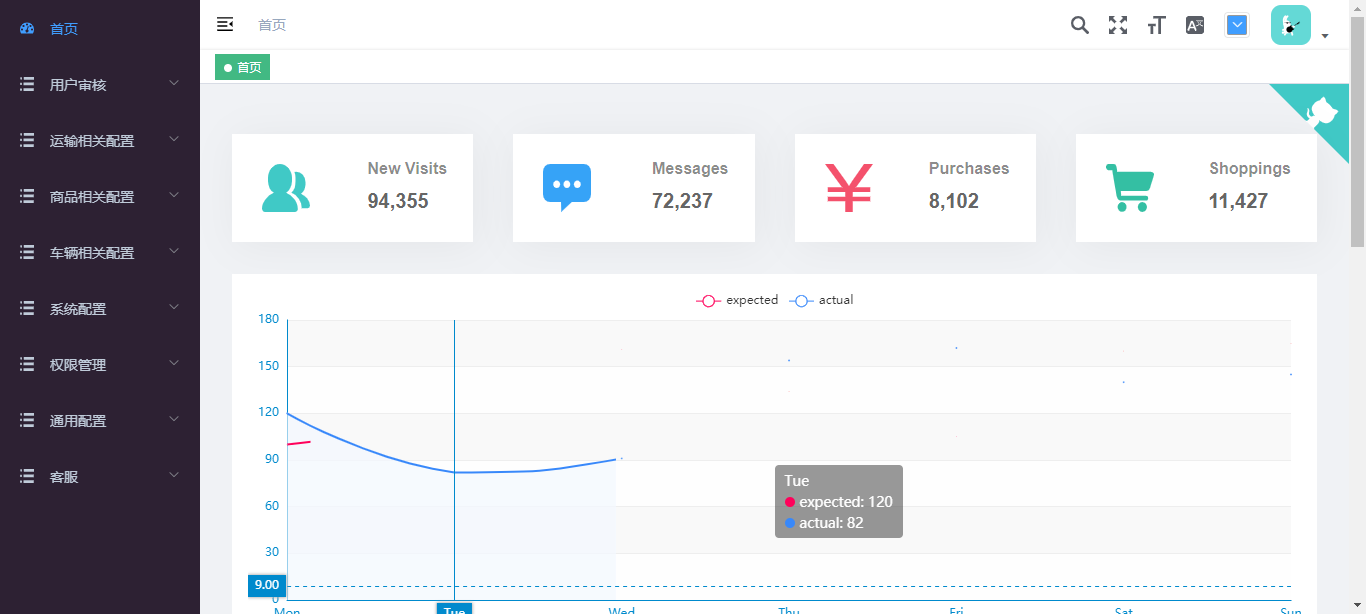 首页
用户审核
运输相关配置
商品相关配置
车辆相关配置
系统配置
权限管理
通用配置
客服
首页
首页
New Visits
94,355
Messages
72,237
Purchases
8,102
Shoppings
11,427
expected
actual
180
150
120
90
60
30
0
9.00
Tue
expected: 120
actual: 82
Mon
Tue
Wed
Thu
Fri
Sat
Sun